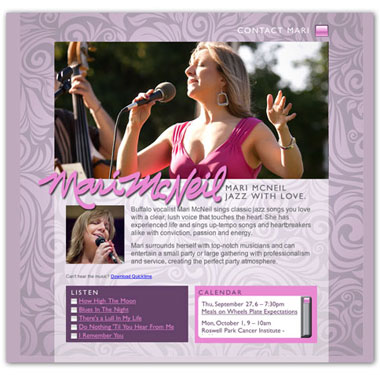 CONTACT MARI
Mari McNeil
MARI MCNEIL
JAZZ WITH LOVE.
Buffalo vocalist Mari McNeil sings classic jazz songs you love
with a clear, lush voice that touches the heart. She has
experienced life and sings up-tempo songs and heartbreakers
alike with conviction, passion and energy.
Mari surrounds herself with top-notch musicians and can
entertain a small party or large gathering with professionalism
and service, creating the perfect party atmosphere.
Can't hear the music? Download Quicktime.
LISTEN
How High The Moon
Blues In The Night
There's a Lull In My Life
Do Nothing 'Til You Hear From Me
I Remember You
CALENDAR
Thu, September 27, 6 – 7:30pm
Meals on Wheels Plate Expectations
Mon, October 1, 9 – 10am
Roswell Park Cancer Institute -